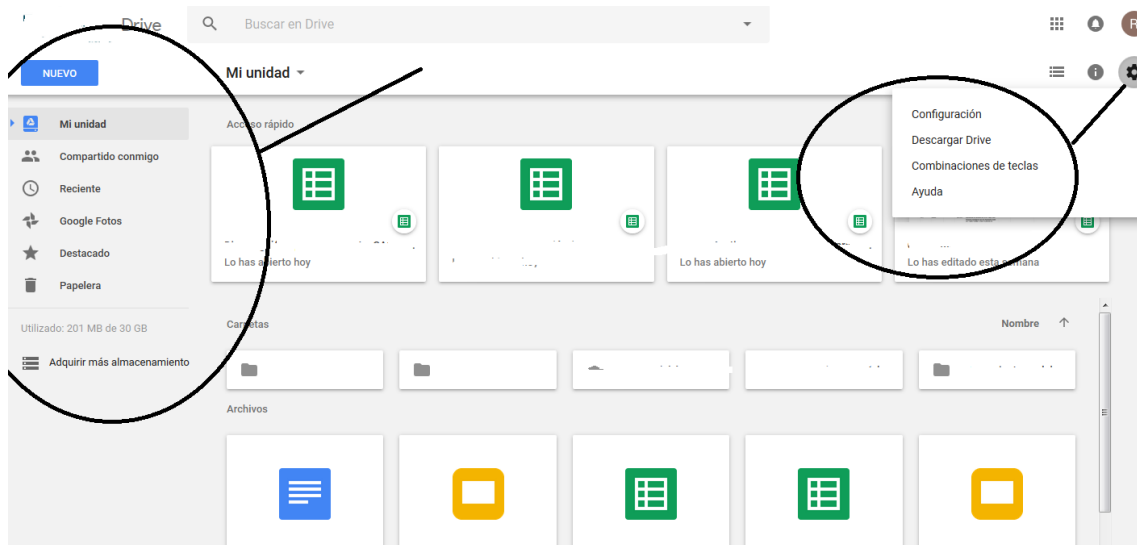 Drive
Buscar en Drive
R
NUEVO
Mi unidad
Mi unidad
Compartido conmigo
Reciente
Google Fotos
Destacado
Papelera
Utilizado: 201 MB de 30 GB
Adquirir más almacenamiento
Configuración
Descargar Drive
Combinaciones de teclas
Ayuda
Acceso rápido
Lo has abierto hoy
Lo has abierto hoy
Lo has editado esta semana
Carpetas
Nombre
Archivos